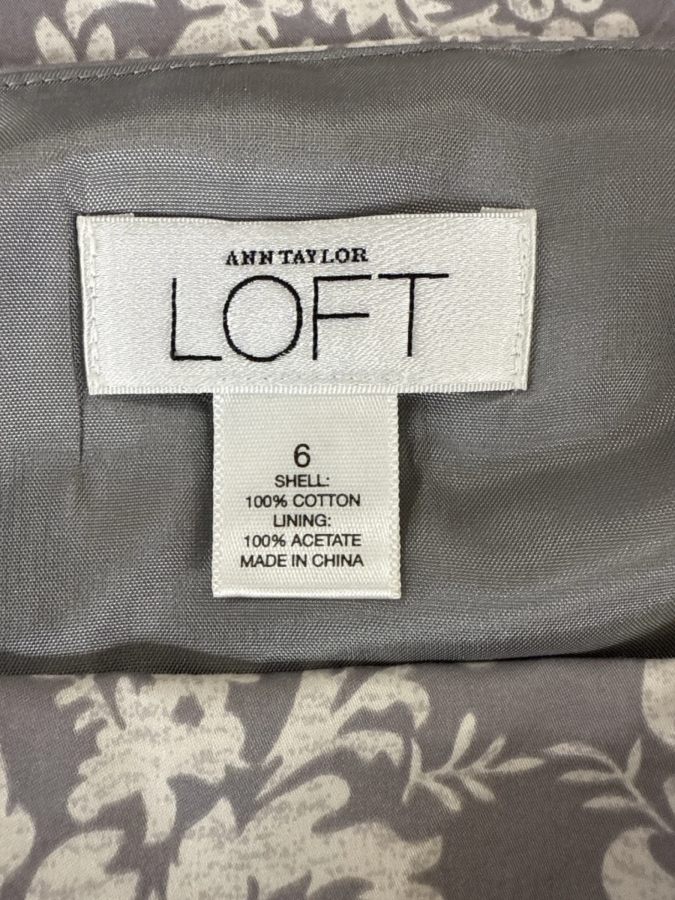 ANN TAYLOR
LOFT
6
SHELL:
100% COTTON
LINING:
100% ACETATE
MADE IN CHINA